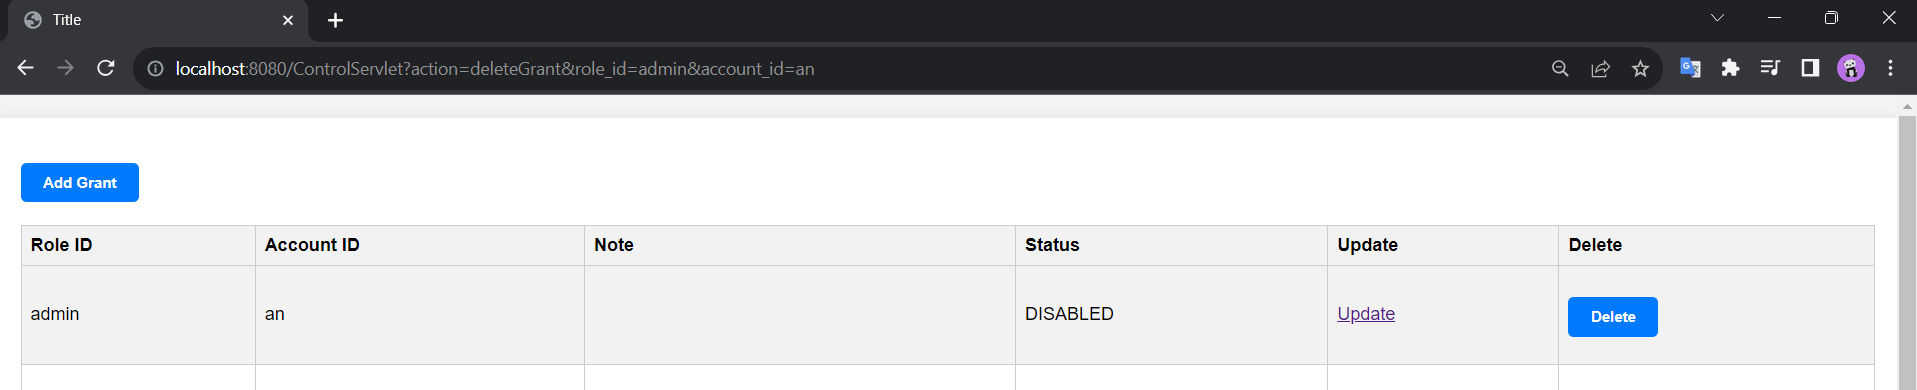 Title
localhost:8080/ControlServlet?action=deleteGrant&role_id=admin&account_id=an
Add Grant
Role ID Account ID Note Status Update Delete
admin an DISABLED Update Delete